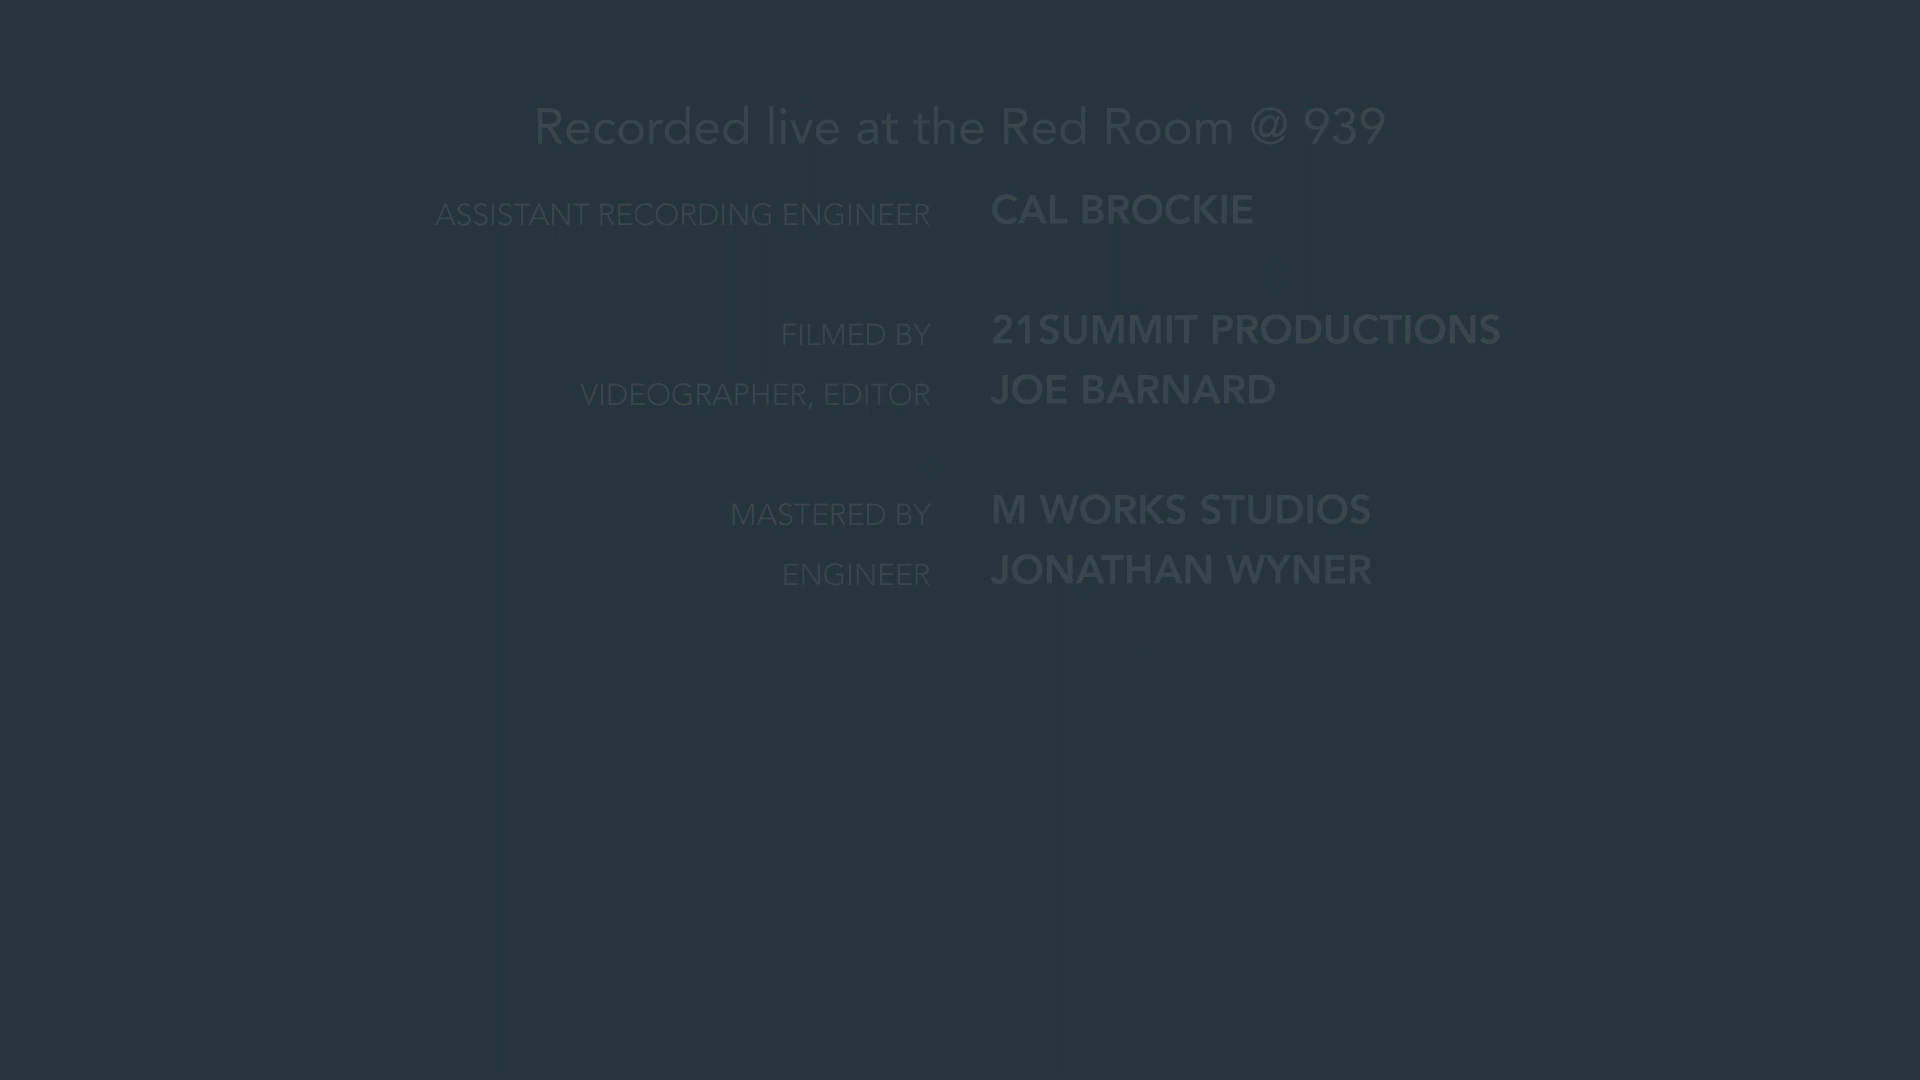 Recorded live at the Red Room @ 939
ASSISTANT RECORDING ENGINEER CAL BROCKIE
FILMED BY 21SUMMIT PRODUCTIONS
VIDEOGRAPHER, EDITOR JOE BARNARD
MASTERED BY M WORKS STUDIOS
ENGINEER JONATHAN WYNER